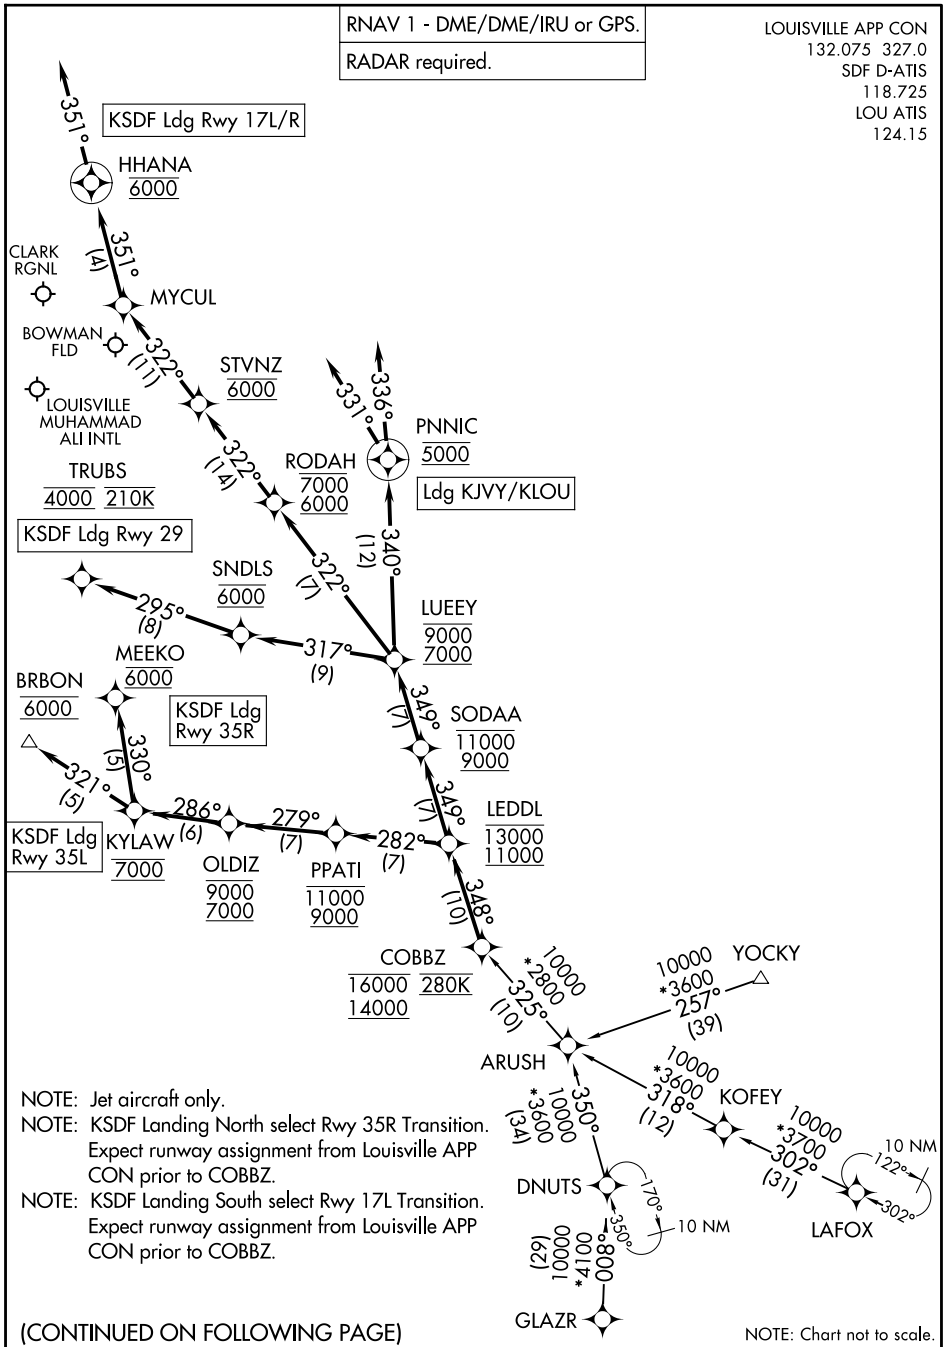 RNAV 1 - DME/DME/IRU or GPS.
RADAR required.
LOUISVILLE APP CON
132.075 327.0
SDF D-ATIS
118.725
LOU ATIS
124.15
351°
KSDF Ldg Rwy 17L/R
HHANA
6000
351°
(4)
CLARK
RGNL
MYCUL
BOWMAN
FLD
322°
(11)
STVNZ
6000
LOUISVILLE
MUHAMMAD
ALI INTL
331°
336°
PNNIC
5000
Ldg KJVY/KLOU
322°
(14)
RODAH
7000
6000
TRUBS
4000 210K
KSDF Ldg Rwy 29
340°
(12)
322°
(7)
SNDLS
6000
295°
(8)
317°
(9)
LUEEY
9000
7000
MEEKO
6000
BRBON
6000
KSDF Ldg
Rwy 35R
349°
(7)
SODAA
11000
9000
330°
(5)
321°
(5)
349°
(7)
LEDDL
13000
11000
KSDF Ldg
Rwy 35L
KYLAW
7000
286°
(6)
OLDIZ
9000
7000
279°
(7)
PPATI
11000
9000
282°
(7)
348°
(10)
COBBZ
16000 280K
14000
10000
*2800
325°
(10)
YOCKY
10000
*3600
257°
(39)
ARUSH
10000
*3600
318°
(12)
KOFEY
10000
*3700
302°
(31)
10 NM
122°
302°
LAFOX
350°
10000
*3600
(34)
DNUTS
170°
350°
10 NM
008°
*4100
10000
(29)
GLAZR
NOTE: Jet aircraft only.
NOTE: KSDF Landing North select Rwy 35R Transition.
Expect runway assignment from Louisville APP
CON prior to COBBZ.
NOTE: KSDF Landing South select Rwy 17L Transition.
Expect runway assignment from Louisville APP
CON prior to COBBZ.
(CONTINUED ON FOLLOWING PAGE)
NOTE: Chart not to scale.